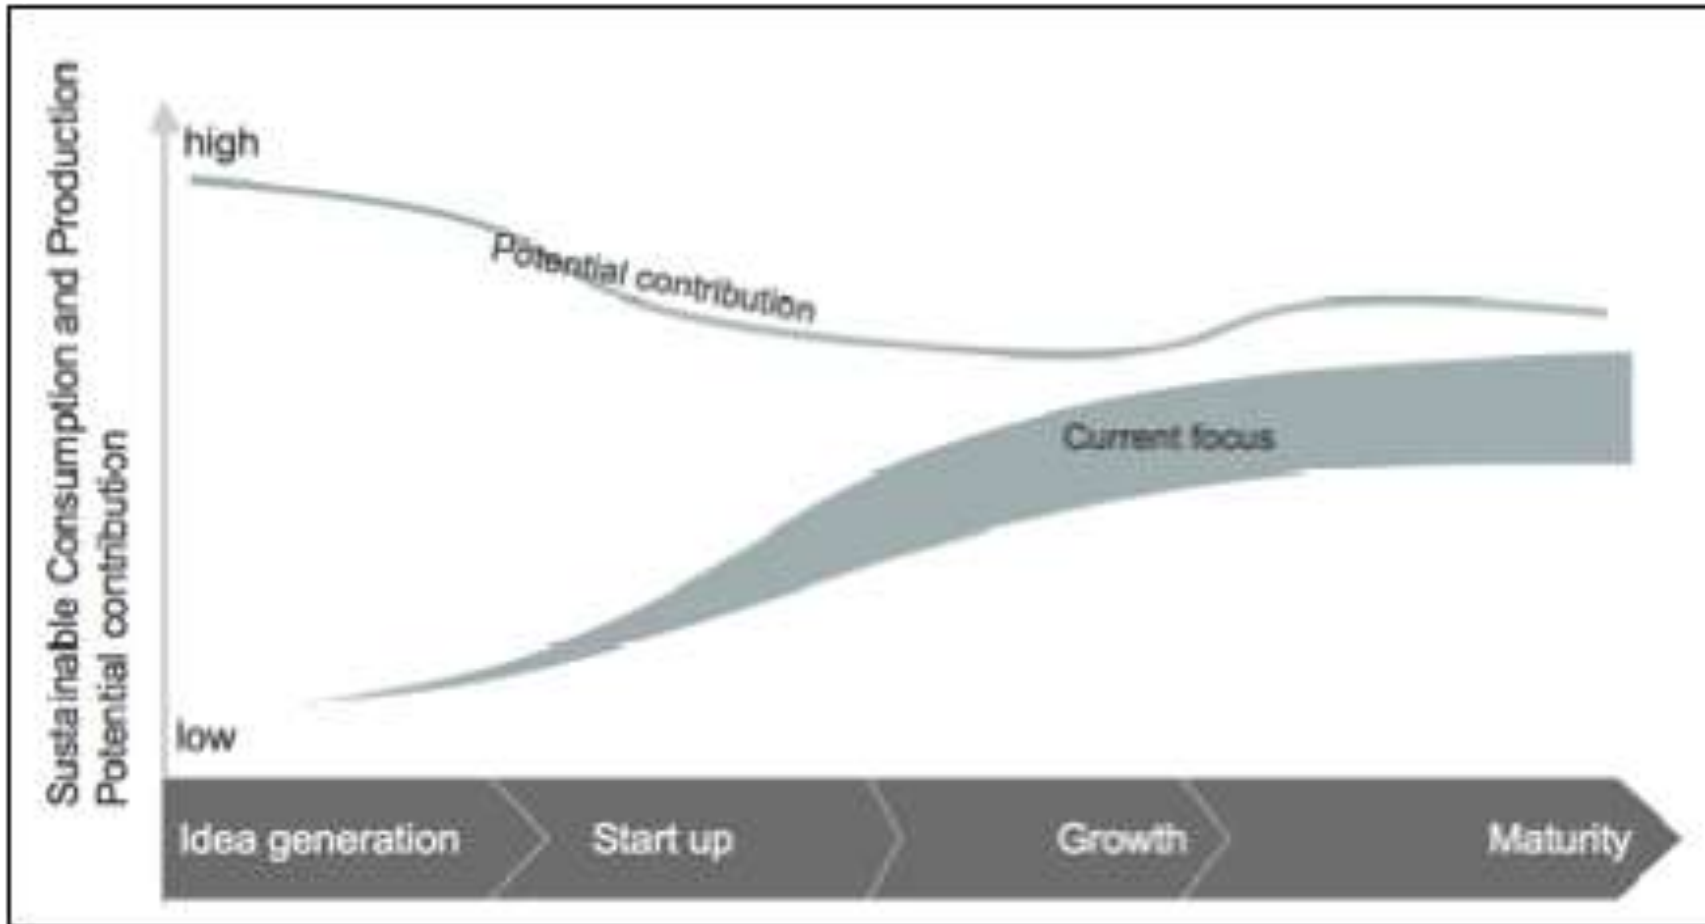 Sustainable Consumption and Production
Potential contribution
high
Potential contribution
Current focus
low
Idea generation
Start up
Growth
Maturity